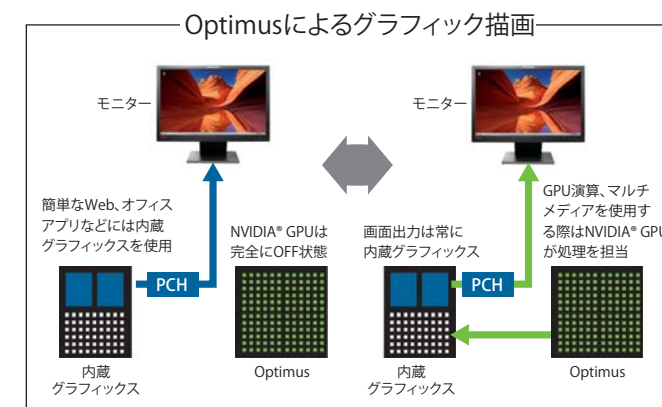 Optimusによるグラフィック描画
モニター
簡単なWeb、オフィス
アプリなどには内蔵
グラフィックスを使用
NVIDIA® GPUは
完全にOFF状態
PCH
内蔵
グラフィックス
Optimus
モニター
画面出力は常に
内蔵グラフィックス
GPU演算、マルチ
メディアを使用す
る際はNVIDIA® GPU
が処理を担当
PCH
内蔵
グラフィックス
Optimus